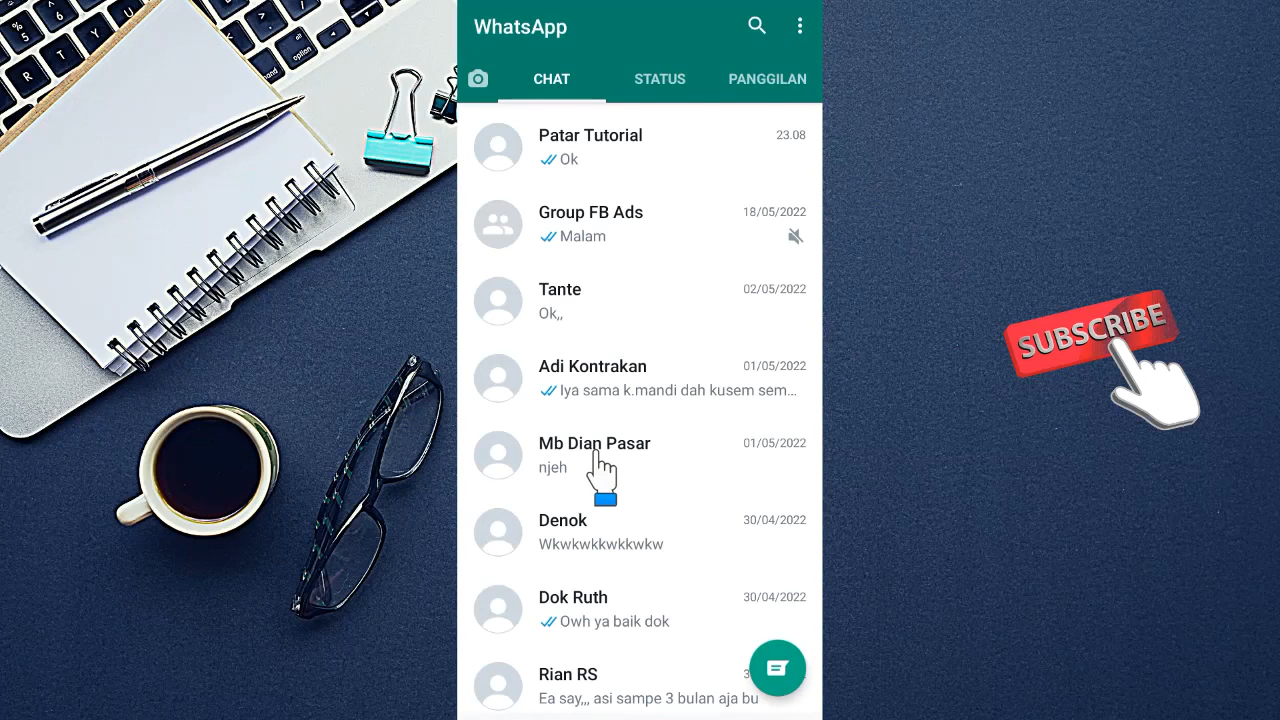 WhatsApp
CHAT STATUS PANGGILAN
Patar Tutorial 23.08
Ok
Group FB Ads 18/05/2022
Malam
Tante 02/05/2022
Ok,,
Adi Kontrakan 01/05/2022
Iya sama k.mandi dah kusem sem...
Mb Dian Pasar 01/05/2022
njeh
Denok 30/04/2022
Wkwkwkkwkkwkw
Dok Ruth 30/04/2022
Owh ya baik dok
Rian RS
Ea say,,, asi sampe 3 bulan aja bu
SUBSCRIBE
option